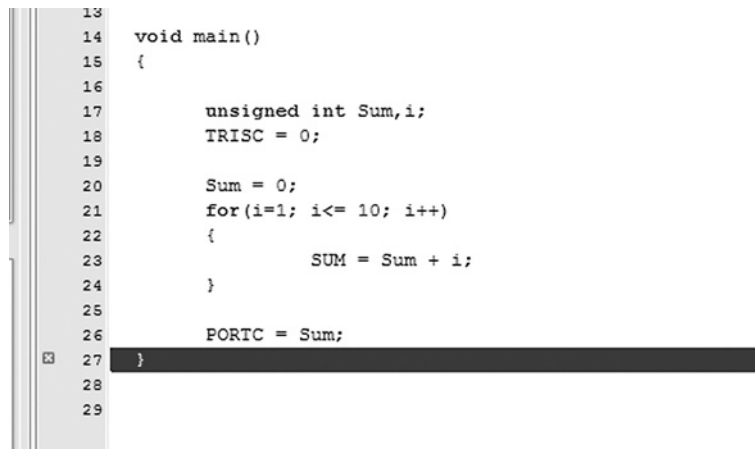 13
14 void main()
15 {
16
17 unsigned int Sum,i;
18 TRISC = 0;
19
20 Sum = 0;
21 for(i=1; i<= 10; i++)
22 {
23 SUM = Sum + i;
24 }
25
26 PORTC = Sum;
27 }
28
29